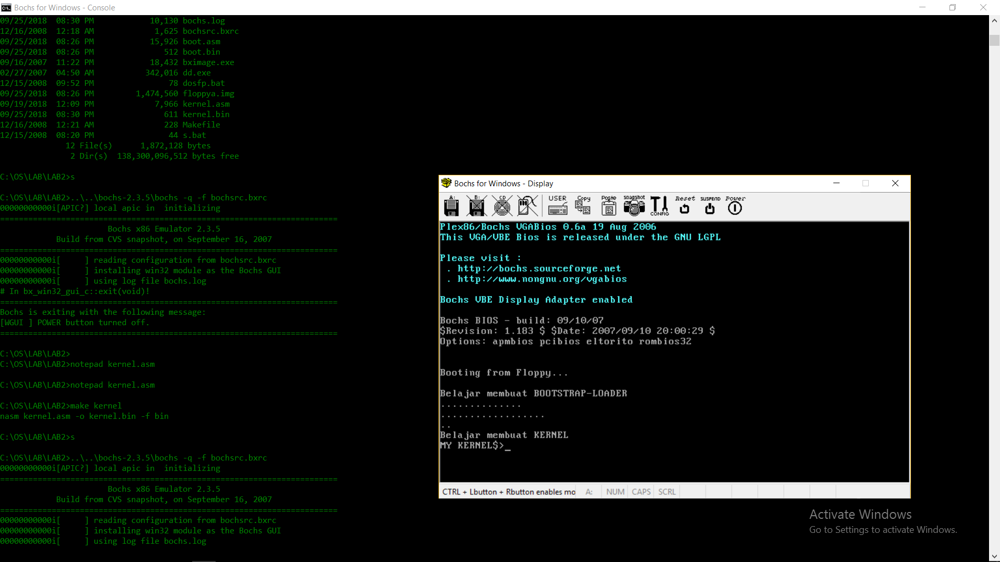 Bochs for Windows - Console
09/25/2018  08:30 PM            10,130 bochs.log
12/16/2008  12:18 AM             1,625 bochsrc.bxrc
09/25/2018  08:26 PM            15,926 boot.asm
09/25/2018  08:26 PM               512 boot.bin
09/16/2007  11:22 PM            18,432 bximage.exe
02/27/2007  04:50 AM           342,016 dd.exe
12/15/2008  09:52 PM                78 dosfp.bat
09/25/2018  08:26 PM         1,474,560 floppya.img
09/19/2018  12:09 PM             7,966 kernel.asm
09/25/2018  08:30 PM               611 kernel.bin
12/16/2008  12:21 AM               228 Makefile
12/15/2008  08:20 PM                44 s.bat
12 File(s)      1,872,128 bytes
2 Dir(s)  138,300,096,512 bytes free
C:\OS\LAB\LAB2>s
C:\OS\LAB\LAB2>..\..\bochs-2.3.5\bochs -q -f bochsrc.bxrc
00000000000i[APIC?] local apic in  initializing
========================================================================
Bochs x86 Emulator 2.3.5
Build from CVS snapshot, on September 16, 2007
========================================================================
00000000000i[     ] reading configuration from bochsrc.bxrc
00000000000i[     ] installing win32 module as the Bochs GUI
00000000000i[     ] using log file bochs.log
# In bx_win32_gui_c::exit(void)!
========================================================================
Bochs is exiting with the following message:
[WGUI ] POWER button turned off.
========================================================================
C:\OS\LAB\LAB2>
C:\OS\LAB\LAB2>notepad kernel.asm
C:\OS\LAB\LAB2>notepad kernel.asm
C:\OS\LAB\LAB2>make kernel
nasm kernel.asm -o kernel.bin -f bin
C:\OS\LAB\LAB2>s
C:\OS\LAB\LAB2>..\..\bochs-2.3.5\bochs -q -f bochsrc.bxrc
00000000000i[APIC?] local apic in  initializing
========================================================================
Bochs x86 Emulator 2.3.5
Build from CVS snapshot, on September 16, 2007
========================================================================
00000000000i[     ] reading configuration from bochsrc.bxrc
00000000000i[     ] installing win32 module as the Bochs GUI
00000000000i[     ] using log file bochs.log
Bochs for Windows - Display
A: B: CD USER Copy Paste snapshot CONFIG Reset SUSPEND Power
Plex86/Bochs VGABios 0.6a 19 Aug 2006
This VGA/VBE Bios is released under the GNU LGPL
Please visit :
. http://bochs.sourceforge.net
. http://www.nongnu.org/vgabios
Bochs VBE Display Adapter enabled
Bochs BIOS - build: 09/10/07
$Revision: 1.183 $ $Date: 2007/09/10 20:00:29 $
Options: apmbios pcibios eltorito rombios32
Booting from Floppy...
Belajar membuat BOOTSTRAP-LOADER
..............
..................
..
Belajar membuat KERNEL
MY KERNEL$>_
CTRL + Lbutton + Rbutton enables mo A: NUM CAPS SCRL
Activate Windows
Go to Settings to activate Windows.